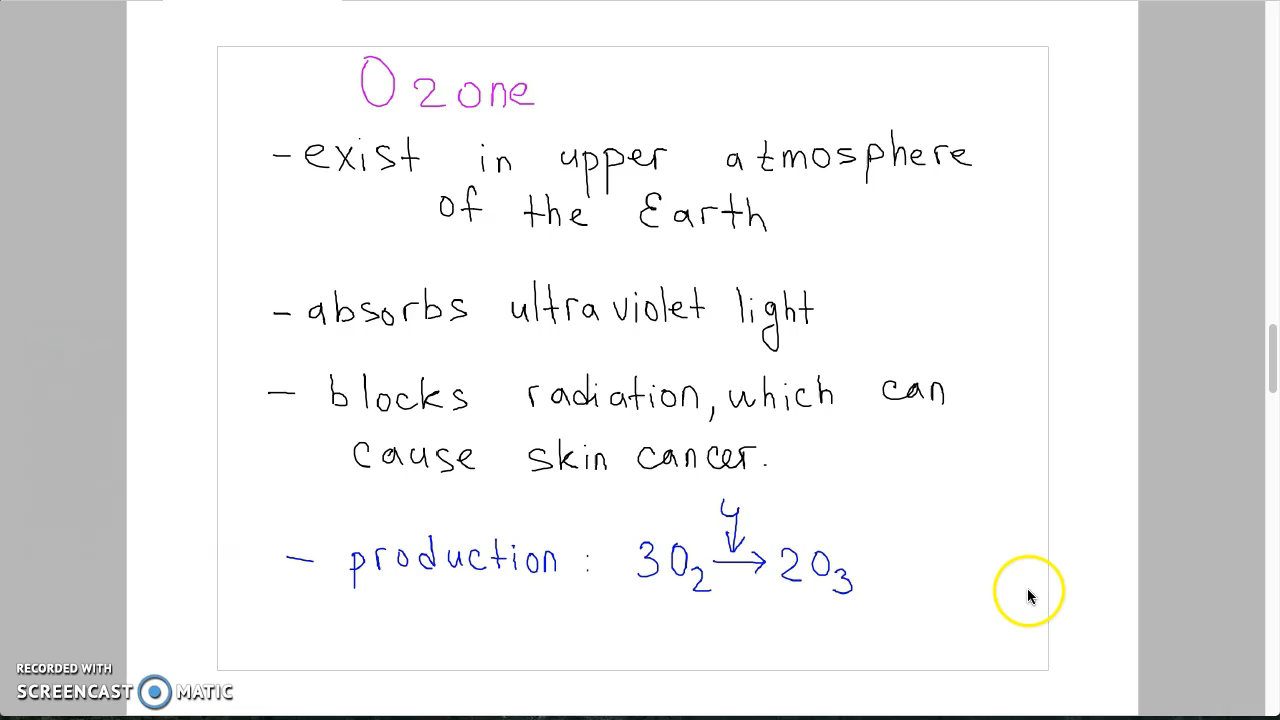 Ozone
- exist in upper atmosphere
of the Earth
- absorbs ultraviolet light
- blocks radiation, which can
cause skin cancer.
- production: 3O₂ → 2O₃
RECORDED WITH
SCREENCAST MATIC